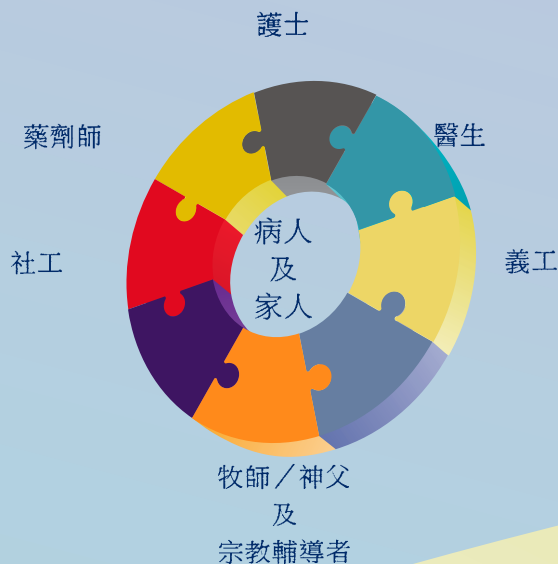 護士
藥劑師
醫生
社工
病人
及
家人
義工
牧師／神父
及
宗教輔導者